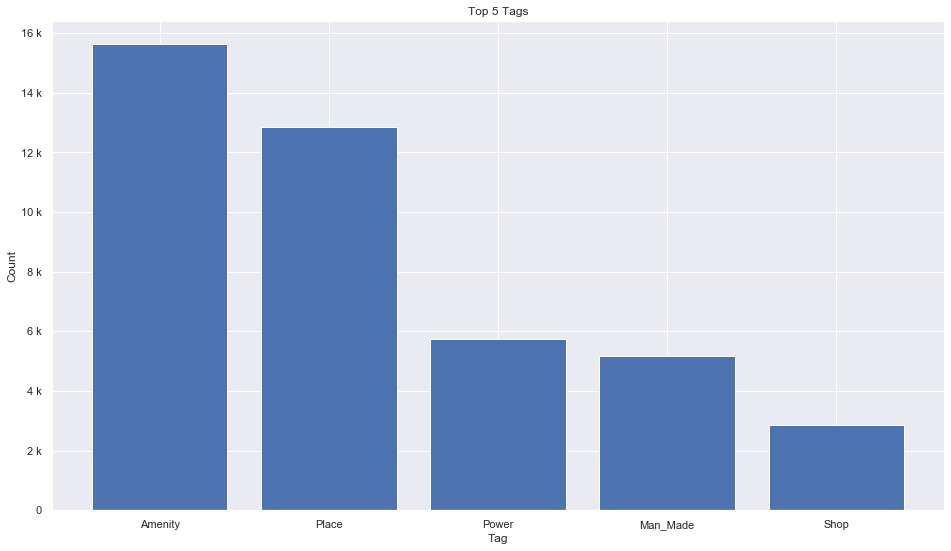 Top 5 Tags
16 k
14 k
12 k
10 k
8 k
6 k
4 k
2 k
0
Count
Amenity Place Power Man_Made Shop
Tag